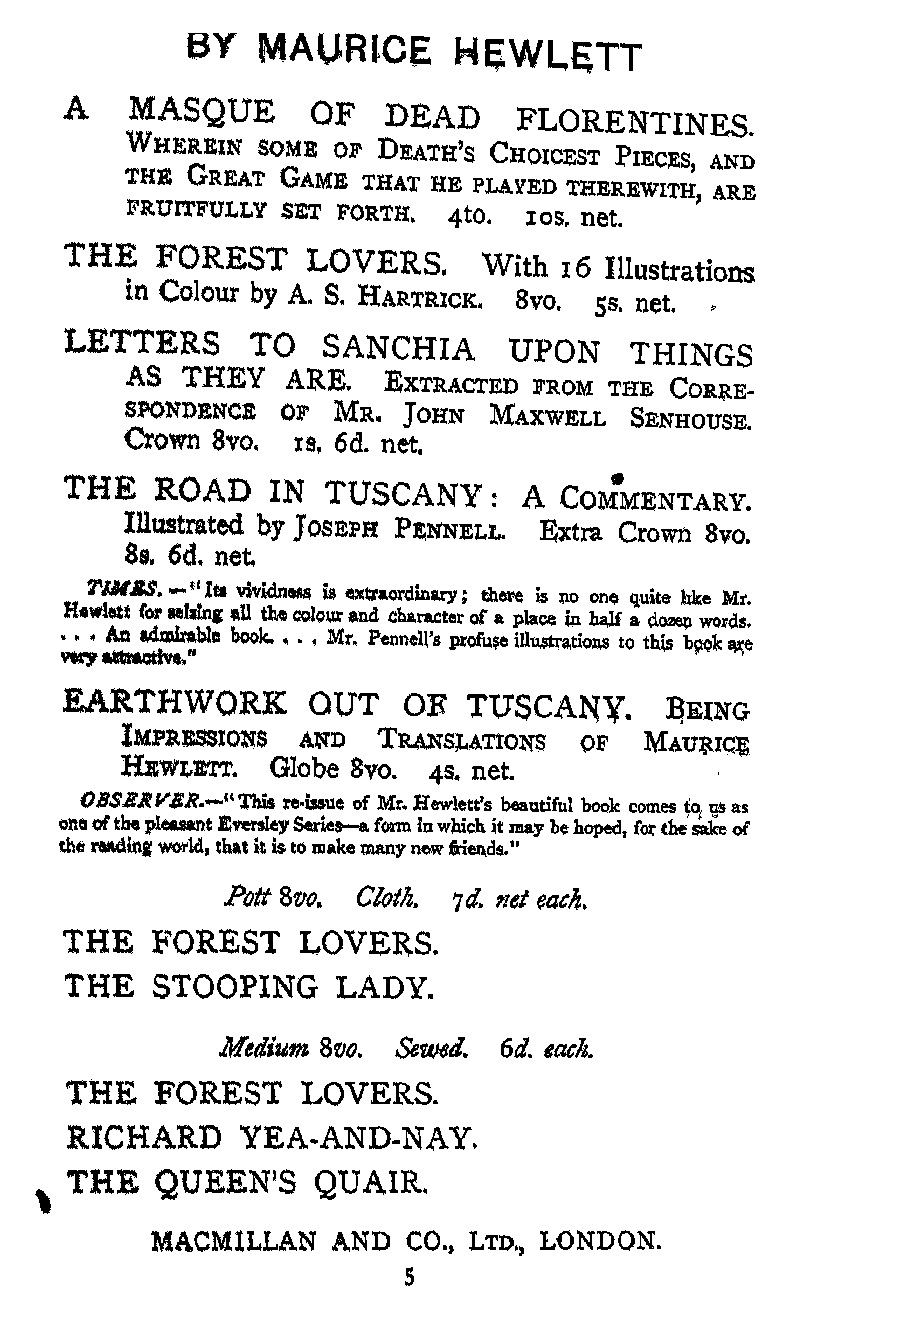 BY MAURICE HEWLETT
A MASQUE OF DEAD FLORENTINES.
WHEREIN SOME OF DEATH'S CHOICEST PIECES, AND
THE GREAT GAME THAT HE PLAYED THEREWITH, ARE
FRUITFULLY SET FORTH. 4to. 10s. net.
THE FOREST LOVERS. With 16 Illustrations
in Colour by A. S. HARTRICK. 8vo. 5s. net.
LETTERS TO SANCHIA UPON THINGS
AS THEY ARE. EXTRACTED FROM THE CORRE-
SPONDENCE OF MR. JOHN MAXWELL SENHOUSE.
Crown 8vo. 1s. 6d. net.
THE ROAD IN TUSCANY: A COMMENTARY.
Illustrated by JOSEPH PENNELL. Extra Crown 8vo.
8s. 6d. net.
TIMES.—"Its vividness is extraordinary; there is no one quite like Mr.
Hewlett for seizing all the colour and character of a place in half a dozen words.
. . . An admirable book. . . . Mr. Pennell's profuse illustrations to this book are
very attractive."
EARTHWORK OUT OF TUSCANY. BEING
IMPRESSIONS AND TRANSLATIONS OF MAURICE
HEWLETT. Globe 8vo. 4s. net.
OBSERVER.—"This re-issue of Mr. Hewlett's beautiful book comes to us as
one of the pleasant Eversley Series—a form in which it may be hoped, for the sake of
the reading world, that it is to make many new friends."
Pott 8vo. Cloth. 7d. net each.
THE FOREST LOVERS.
THE STOOPING LADY.
Medium 8vo. Sewed. 6d. each.
THE FOREST LOVERS.
RICHARD YEA-AND-NAY.
THE QUEEN'S QUAIR.
MACMILLAN AND CO., LTD., LONDON.
5